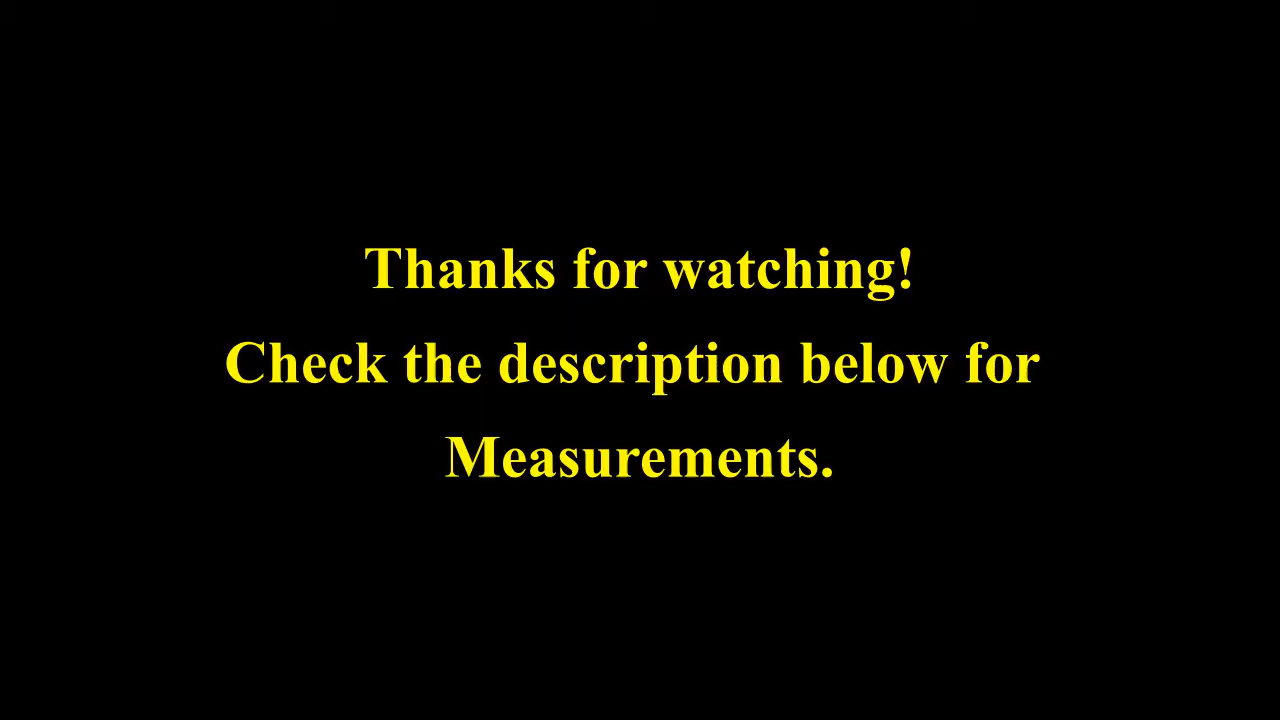 Thanks for watching!
Check the description below for
Measurements.